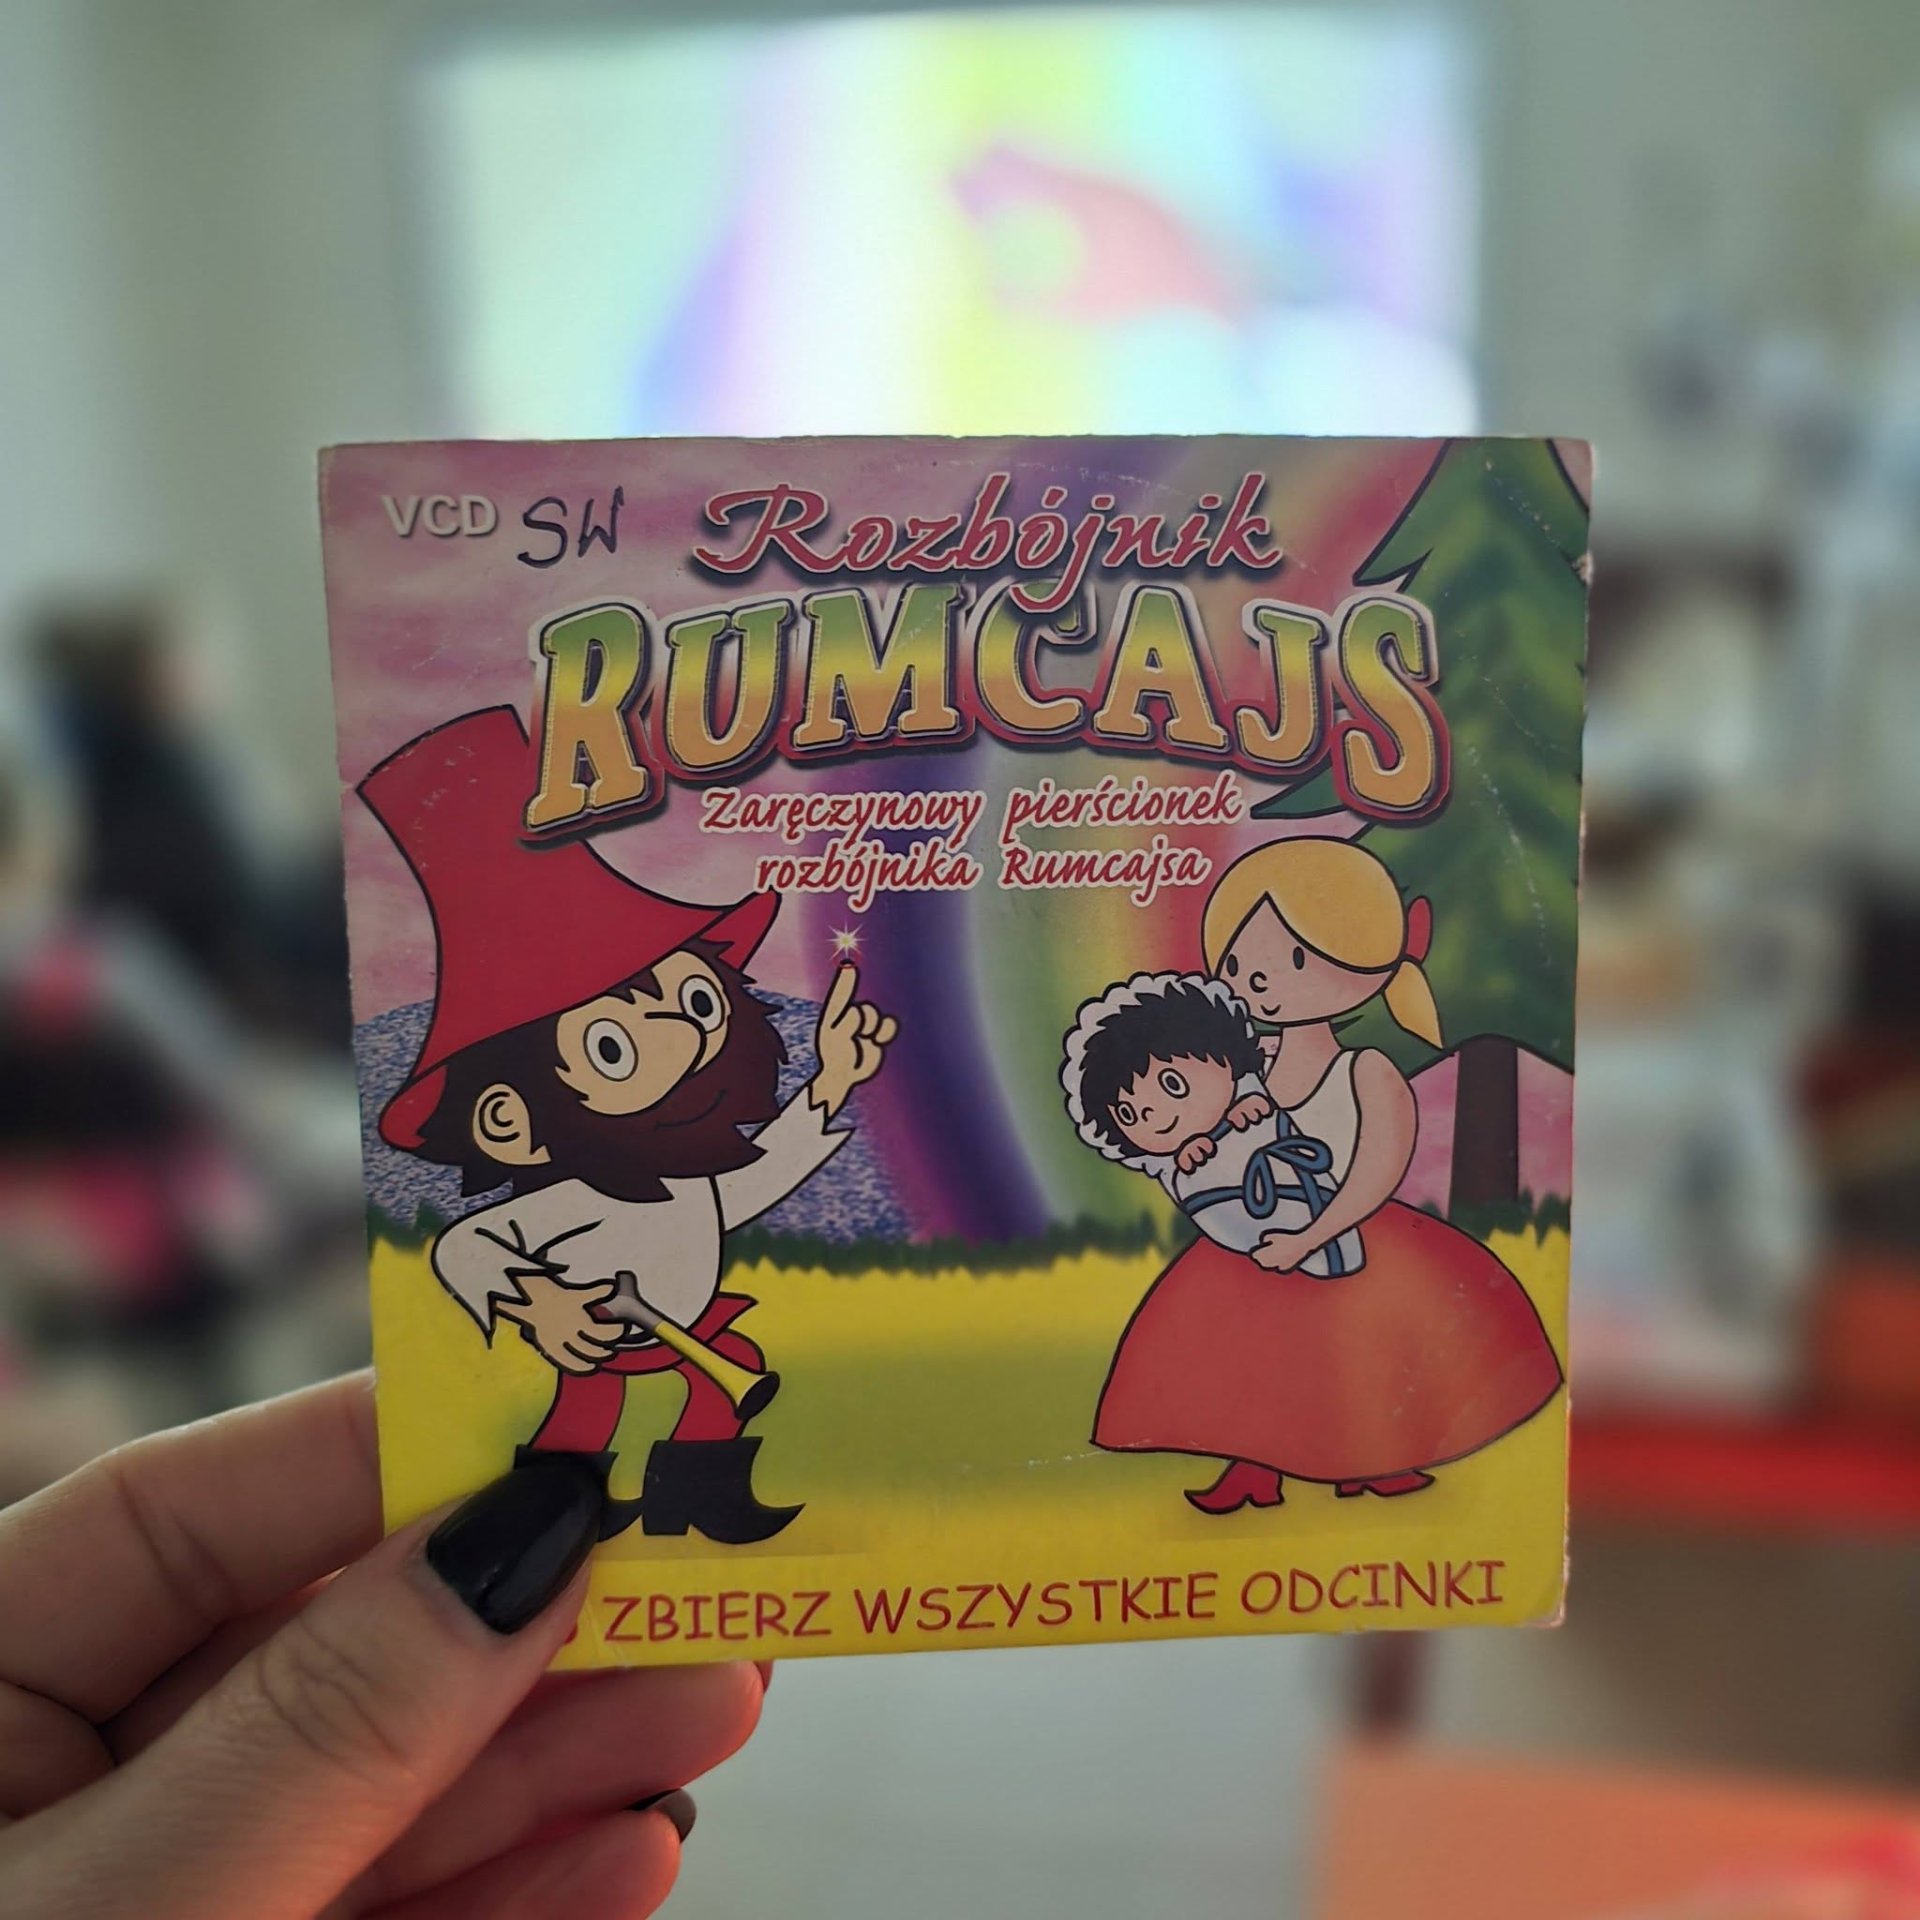 VCD SW
Rozbójnik
RUMCAJS
Zaręczynowy pierścionek
rozbójnika Rumcajsa
ZBIERZ WSZYSTKIE ODCINKI